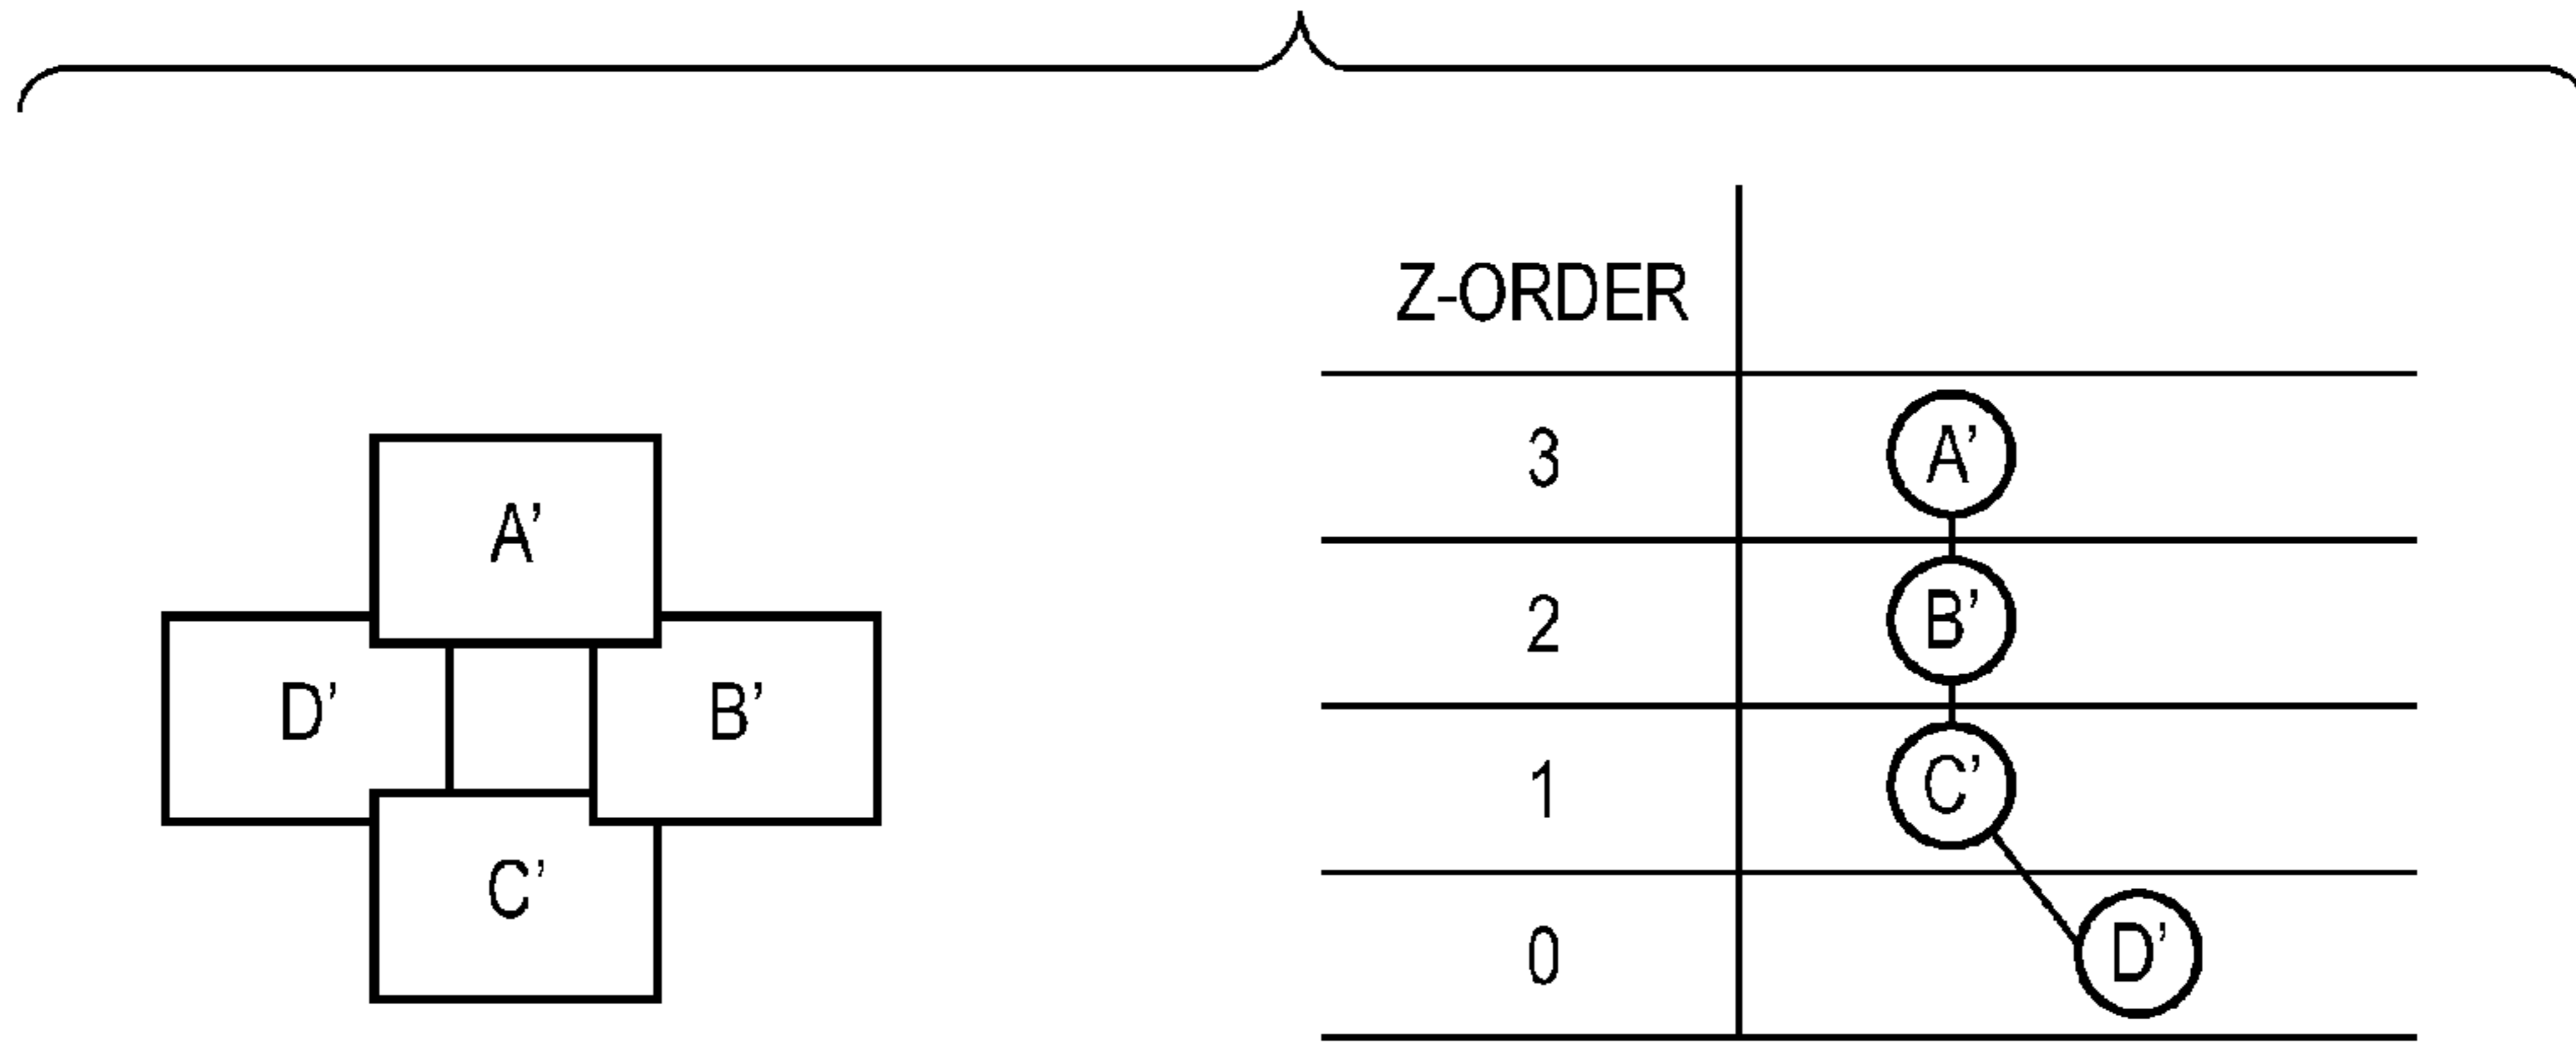 Z-ORDER
3 A’
2 B’
1 C’
0 D’
A’
D’ B’
C’